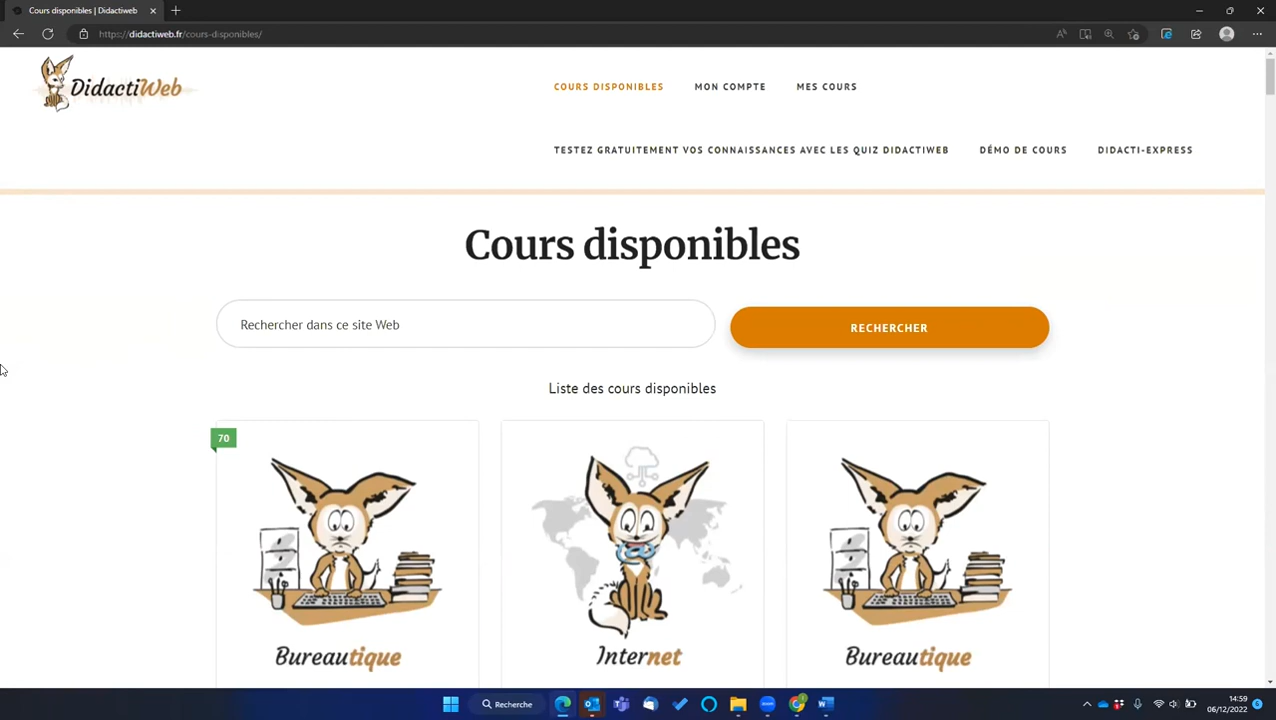 Cours disponibles | Didactiweb
https://didactiweb.fr/cours-disponibles/
DidactiWeb
COURS DISPONIBLES
MON COMPTE
MES COURS
TESTEZ GRATUITEMENT VOS CONNAISSANCES AVEC LES QUIZ DIDACTIWEB
DÉMO DE COURS
DIDACTI-EXPRESS
Cours disponibles
Rechercher dans ce site Web
RECHERCHER
Liste des cours disponibles
70
Bureautique
Internet
Bureautique
Recherche
14:59
06/12/2022